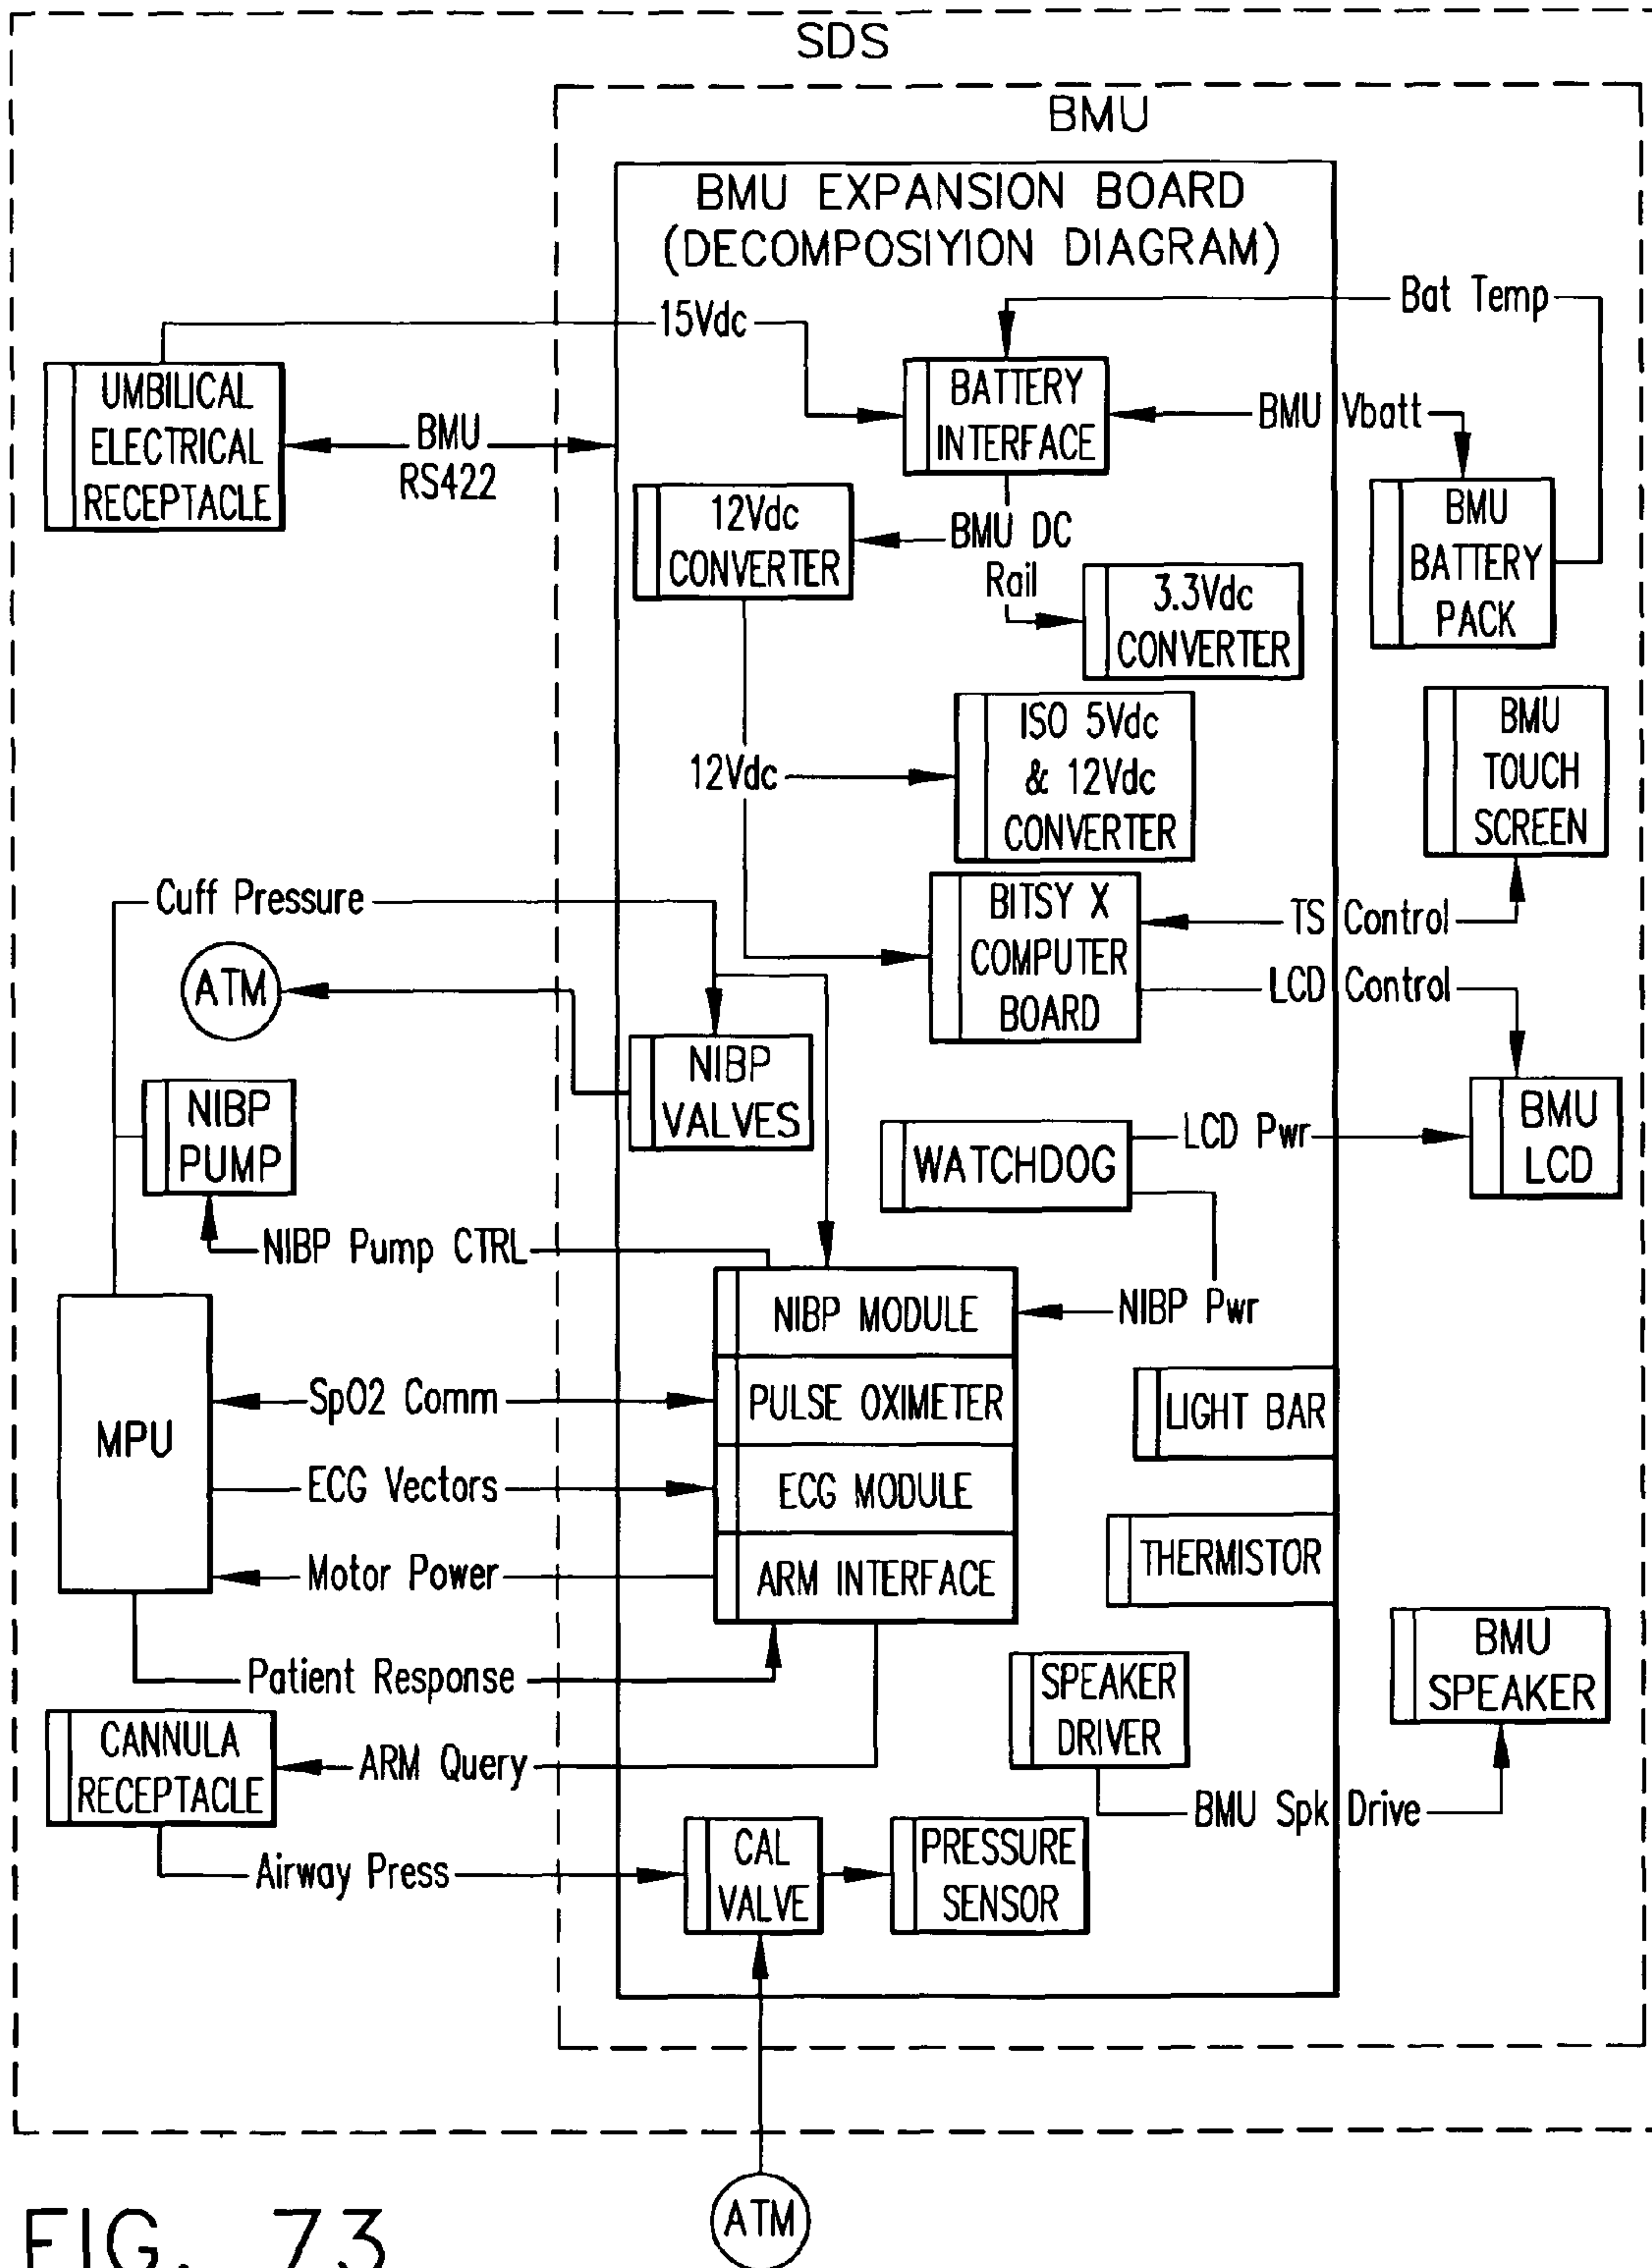 SDS
BMU
BMU EXPANSION BOARD
(DECOMPOSIYION DIAGRAM)
Bat Temp
15Vdc
UMBILICAL
ELECTRICAL
RECEPTACLE
BMU
RS422
BATTERY
INTERFACE
BMU Vbatt
12Vdc
CONVERTER
BMU DC
Rail
BMU
BATTERY
PACK
3.3Vdc
CONVERTER
ISO 5Vdc
& 12Vdc
CONVERTER
BMU
TOUCH
SCREEN
12Vdc
Cuff Pressure
BITSY X
COMPUTER
BOARD
TS Control
LCD Control
ATM
NIBP
VALVES
NIBP
PUMP
WATCHDOG
LCD Pwr
BMU
LCD
NIBP Pump CTRL
NIBP MODULE
NIBP Pwr
MPU
SpO2 Comm
PULSE OXIMETER
LIGHT BAR
ECG Vectors
ECG MODULE
Motor Power
ARM INTERFACE
THERMISTOR
Patient Response
SPEAKER
DRIVER
BMU
SPEAKER
CANNULA
RECEPTACLE
ARM Query
BMU Spk Drive
Airway Press
CAL
VALVE
PRESSURE
SENSOR
ATM
FIG. 73